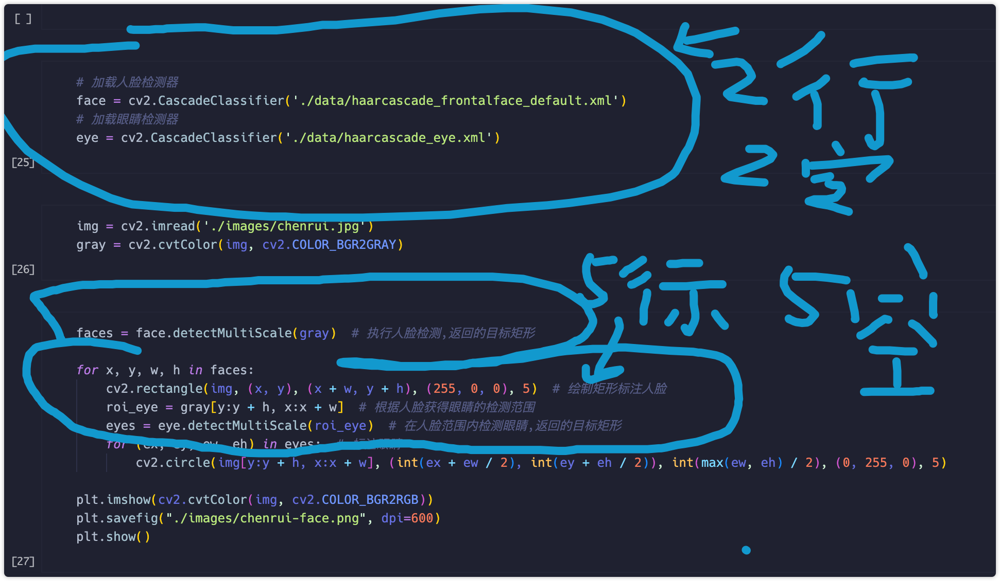 [ ]
# 加载人脸检测器
face = cv2.CascadeClassifier('./data/haarcascade_frontalface_default.xml')
# 加载眼睛检测器
eye = cv2.CascadeClassifier('./data/haarcascade_eye.xml')
[25]
2行
2字
img = cv2.imread('./images/chenrui.jpg')
gray = cv2.cvtColor(img, cv2.COLOR_BGR2GRAY)
[26]
5行 5空
faces = face.detectMultiScale(gray)  # 执行人脸检测,返回的目标矩形
for x, y, w, h in faces:
cv2.rectangle(img, (x, y), (x + w, y + h), (255, 0, 0), 5)  # 绘制矩形标注人脸
roi_eye = gray[y:y + h, x:x + w]  # 根据人脸获得眼睛的检测范围
eyes = eye.detectMultiScale(roi_eye)  # 在人脸范围内检测眼睛,返回的目标矩形
for (ex, ey, ew, eh) in eyes:  # 标注眼睛
cv2.circle(img[y:y + h, x:x + w], (int(ex + ew / 2), int(ey + eh / 2)), int(max(ew, eh) / 2), (0, 255, 0), 5)
plt.imshow(cv2.cvtColor(img, cv2.COLOR_BGR2RGB))
plt.savefig("./images/chenrui-face.png", dpi=600)
plt.show()
[27]